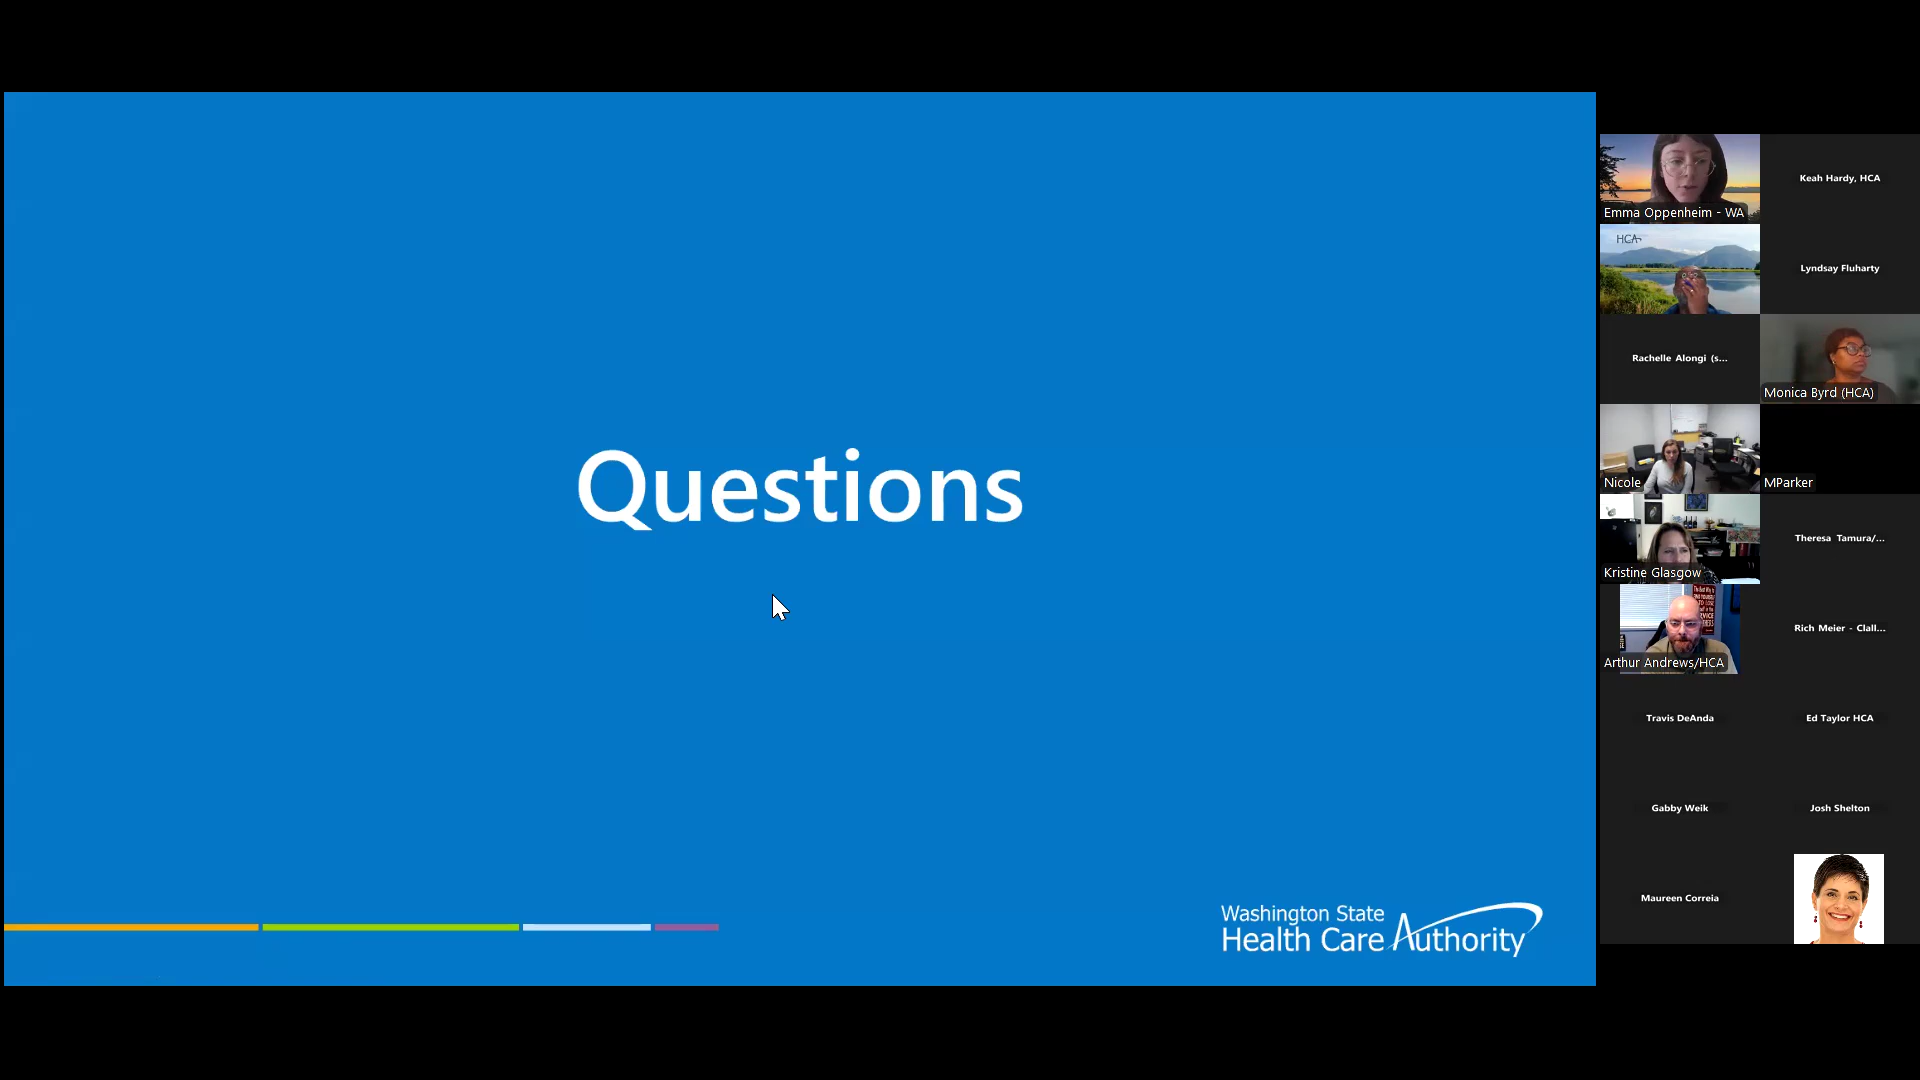 Questions
Washington State
Health Care Authority
Emma Oppenheim - WA
Keah Hardy, HCA
HCA
Lyndsay Fluharty
Rachelle Alongi (s...
Monica Byrd (HCA)
Nicole
MParker
Kristine Glasgow
Theresa Tamura/...
Arthur Andrews/HCA
Rich Meier - Clall...
Travis DeAnda
Ed Taylor HCA
Gabby Weik
Josh Shelton
Maureen Correia